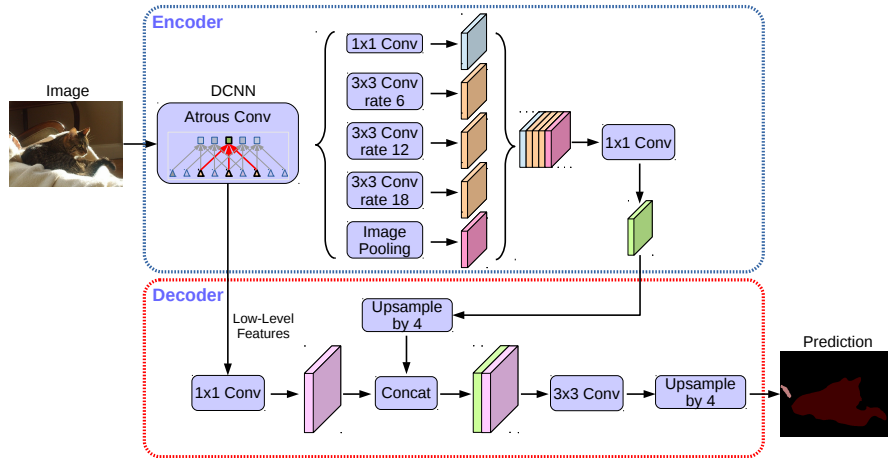 Encoder
Image
DCNN
Atrous Conv
1x1 Conv
3x3 Conv
rate 6
3x3 Conv
rate 12
3x3 Conv
rate 18
Image
Pooling
1x1 Conv
Decoder
Low-Level
Features
Upsample
by 4
1x1 Conv
Concat
3x3 Conv
Upsample
by 4
Prediction